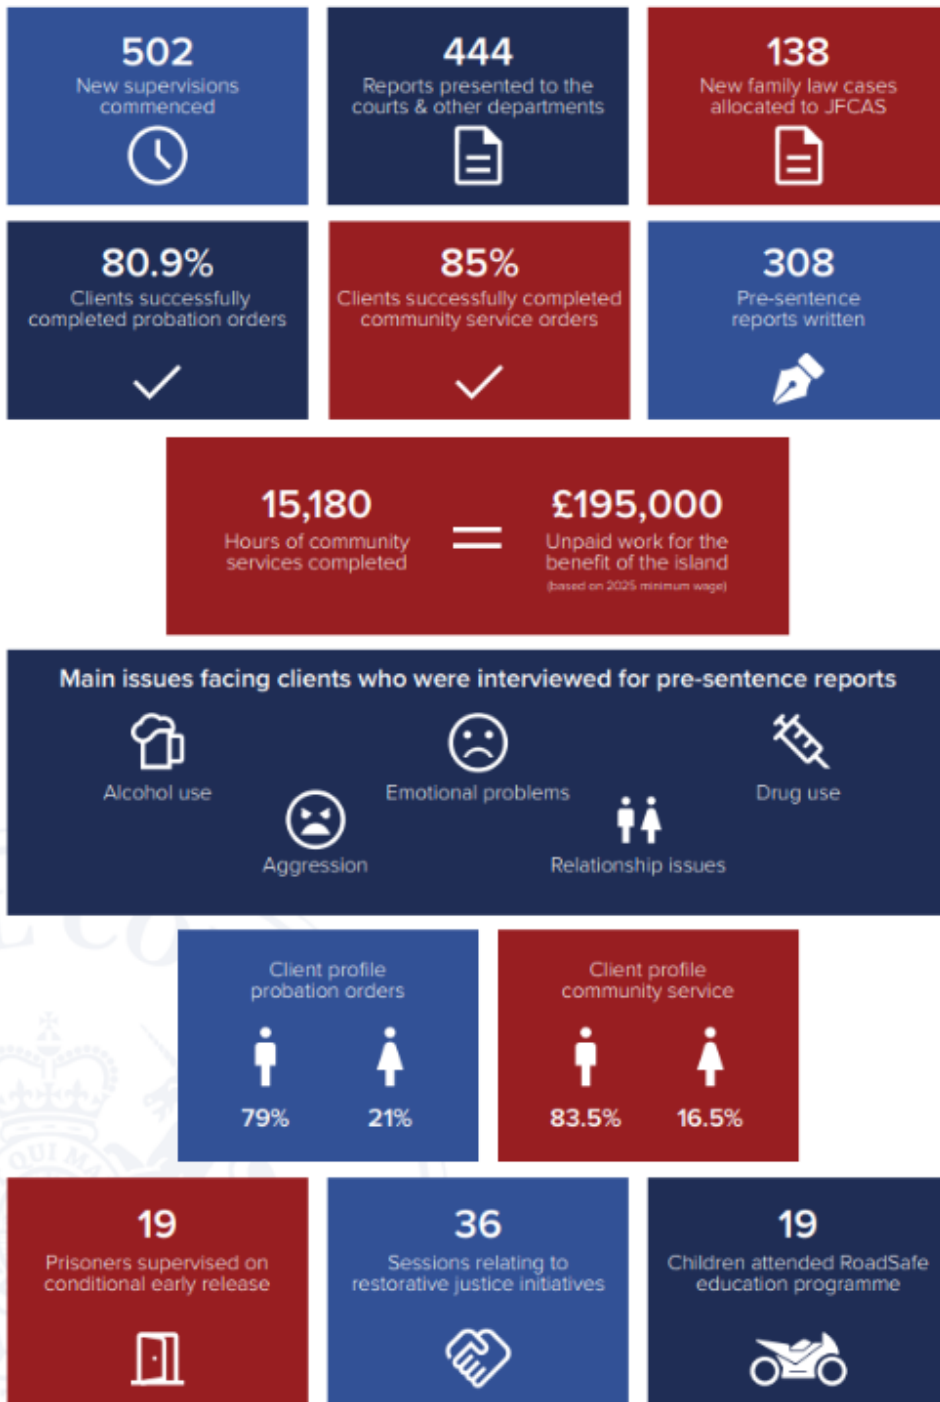 502
New supervisions
commenced
444
Reports presented to the
courts & other departments
138
New family law cases
allocated to JFCAS
80.9%
Clients successfully
completed probation orders
85%
Clients successfully completed
community service orders
308
Pre-sentence
reports written
15,180
Hours of community
services completed
=
£195,000
Unpaid work for the
benefit of the island
(based on 2025 minimum wage)
Main issues facing clients who were interviewed for pre-sentence reports
Alcohol use
Emotional problems
Drug use
Aggression
Relationship issues
Client profile
probation orders
79%
21%
Client profile
community service
83.5%
16.5%
QUI MA
19
Prisoners supervised on
conditional early release
36
Sessions relating to
restorative justice initiatives
19
Children attended RoadSafe
education programme